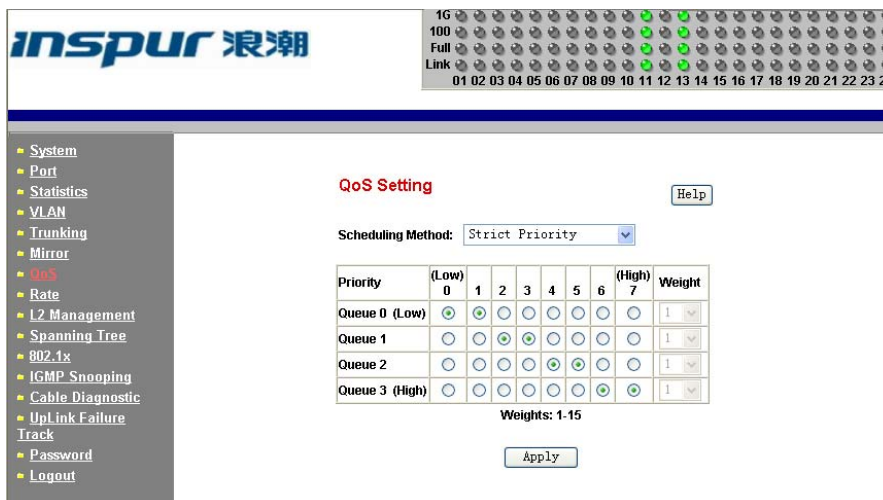 inspur 浪潮
1G
100
Full
Link
01 02 03 04 05 06 07 08 09 10 11 12 13 14 15 16 17 18 19 20 21 22 23
System
Port
Statistics
VLAN
Trunking
Mirror
QoS
Rate
L2 Management
Spanning Tree
802.1x
IGMP Snooping
Cable Diagnostic
UpLink Failure
Track
Password
Logout
QoS Setting
Help
Scheduling Method: Strict Priority
Priority (Low) 0 1 2 3 4 5 6 (High) 7 Weight
Queue 0 (Low) 1
Queue 1 1
Queue 2 1
Queue 3 (High) 1
Weights: 1-15
Apply